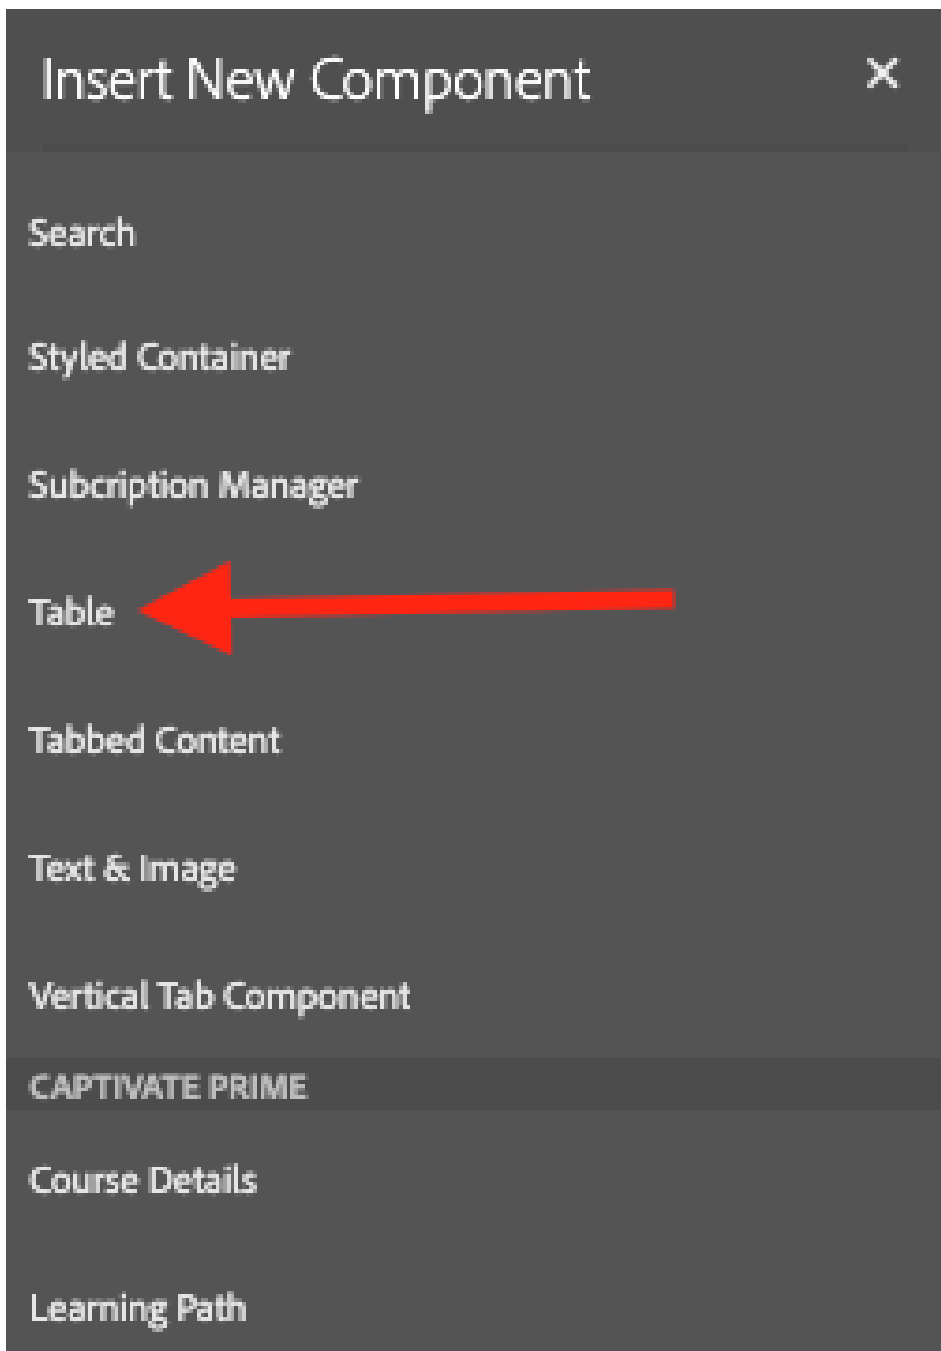 Insert New Component
Search
Styled Container
Subcription Manager
Table
Tabbed Content
Text & Image
Vertical Tab Component
CAPTIVATE PRIME
Course Details
Learning Path